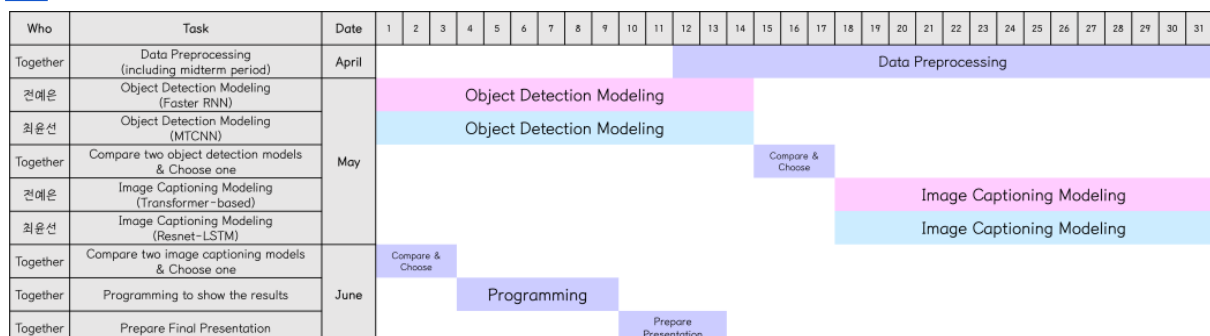 Who Task Date 1 2 3 4 5 6 7 8 9 10 11 12 13 14 15 16 17 18 19 20 21 22 23 24 25 26 27 28 29 30 31
Together
Data Preprocessing
(including midterm period)
April
Data Preprocessing
전예은
Object Detection Modeling
(Faster RNN)
Object Detection Modeling
최윤선
Object Detection Modeling
(MTCNN)
Object Detection Modeling
Together
Compare two object detection models
& Choose one
May
Compare &
Choose
전예은
Image Captioning Modeling
(Transformer-based)
Image Captioning Modeling
최윤선
Image Captioning Modeling
(Resnet-LSTM)
Image Captioning Modeling
Together
Compare two image captioning models
& Choose one
Compare &
Choose
Together
Programming to show the results
June
Programming
Together
Prepare Final Presentation
Prepare
Presentation